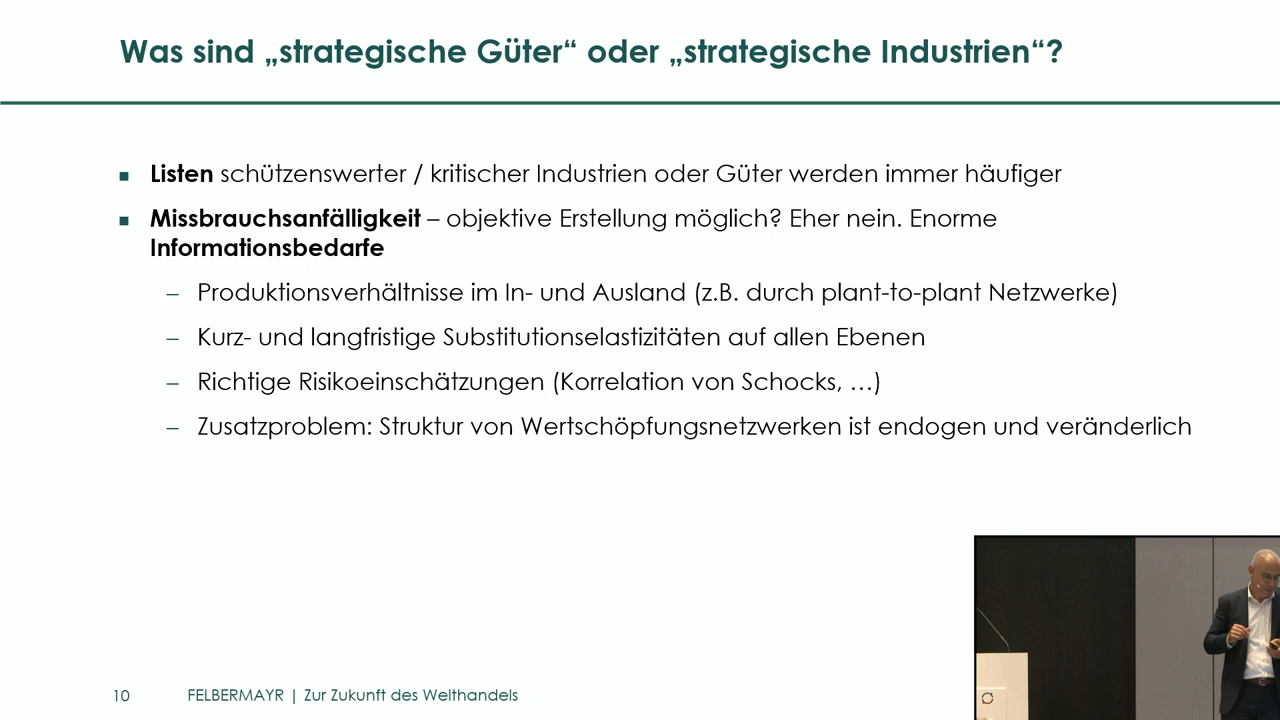 Was sind „strategische Güter“ oder „strategische Industrien“?
Listen schützenswerter / kritischer Industrien oder Güter werden immer häufiger
Missbrauchsanfälligkeit – objektive Erstellung möglich? Eher nein. Enorme
Informationsbedarfe
– Produktionsverhältnisse im In- und Ausland (z.B. durch plant-to-plant Netzwerke)
– Kurz- und langfristige Substitutionselastizitäten auf allen Ebenen
– Richtige Risikoeinschätzungen (Korrelation von Schocks, …)
– Zusatzproblem: Struktur von Wertschöpfungsnetzwerken ist endogen und veränderlich
10 FELBERMAYR | Zur Zukunft des Welthandels